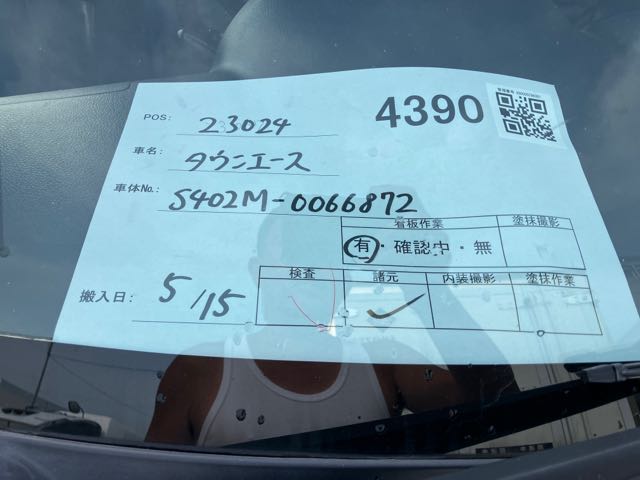 4390
POS: 23024
車名: タウンエース
車体No.: S402M-0066872
看板作業 塗抹撮影
有・確認中・無
検査 諸元 内装撮影 塗抹作業
搬入日: 5/15